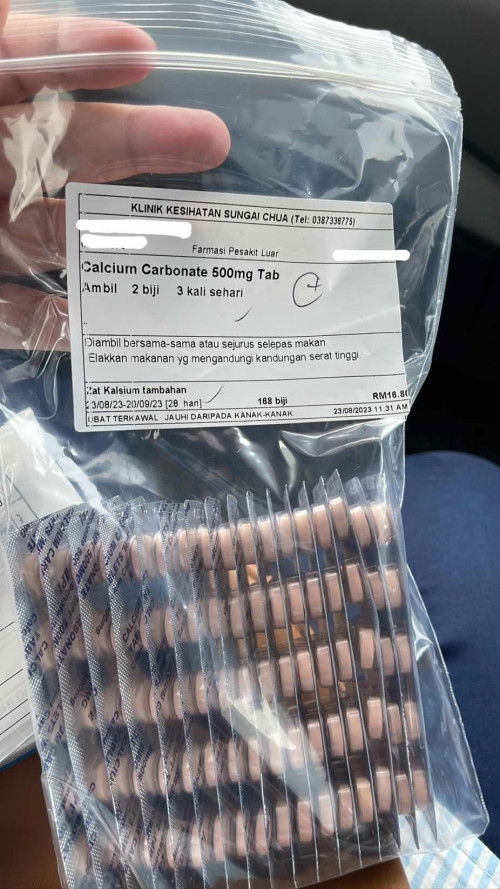 KLINIK KESIHATAN SUNGAI CHUA (Tel: 0387336775)
Farmasi Pesakit Luar
Calcium Carbonate 500mg Tab
Ambil 2 biji 3 kali sehari
Diambil bersama-sama atau sejurus selepas makan
Elakkan makanan yg mengandungi kandungan serat tinggi
Zat Kalsium tambahan
23/08/23-20/09/23 [28 hari] 168 biji RM16.80
UBAT TERKAWAL JAUHI DARIPADA KANAK-KANAK 23/08/2023 11:31 AM